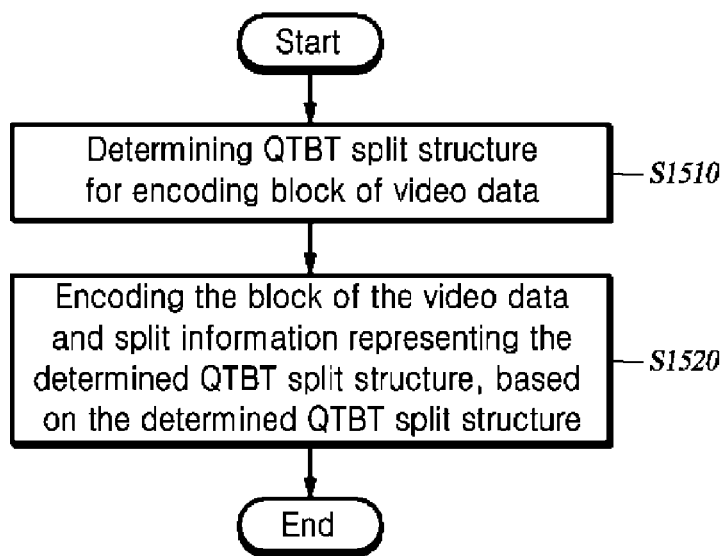 Start
Determining QTBT split structure
for encoding block of video data
S1510
Encoding the block of the video data
and split information representing the
determined QTBT split structure, based
on the determined QTBT split structure
S1520
End